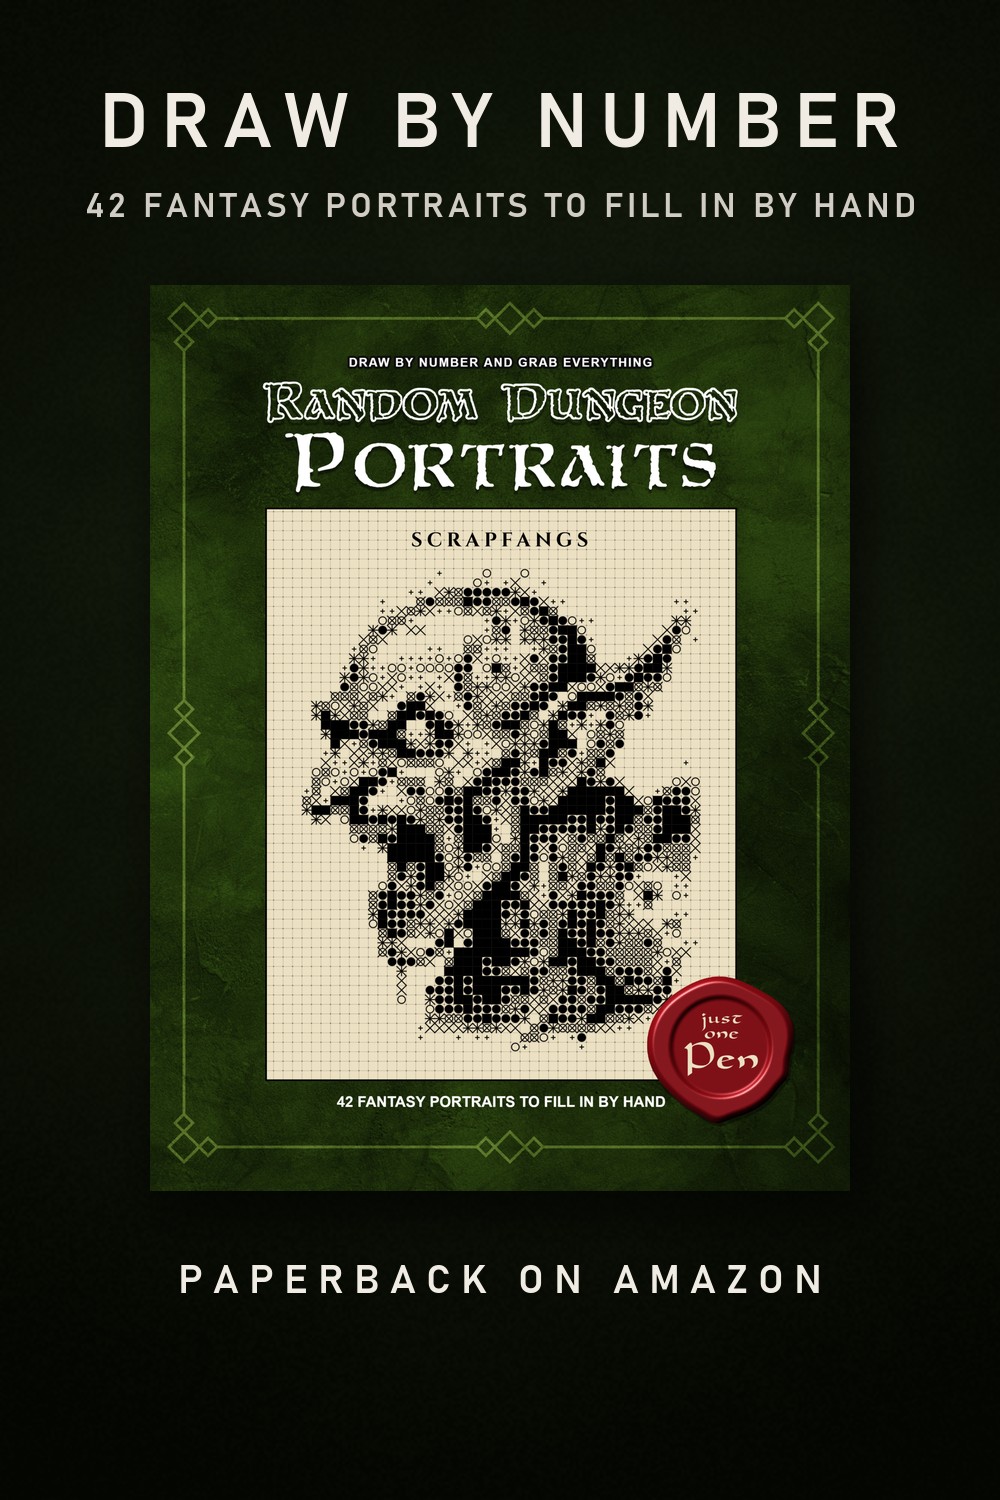 DRAW BY NUMBER
42 FANTASY PORTRAITS TO FILL IN BY HAND
DRAW BY NUMBER AND GRAB EVERYTHING
RANDOM DUNGEON
PORTRAITS
SCRAPFANGS
just
one
Pen
42 FANTASY PORTRAITS TO FILL IN BY HAND
PAPERBACK ON AMAZON